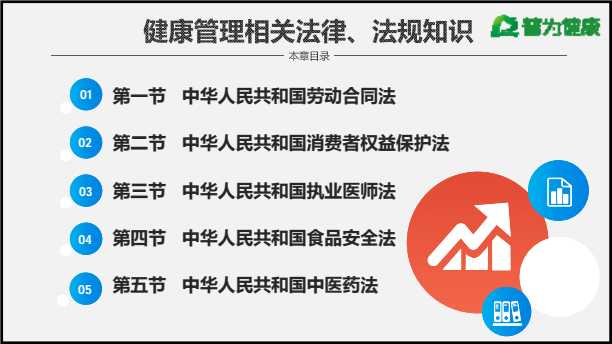 健康管理相关法律、法规知识
誉为健康
本章目录
01 第一节 中华人民共和国劳动合同法
02 第二节 中华人民共和国消费者权益保护法
03 第三节 中华人民共和国执业医师法
04 第四节 中华人民共和国食品安全法
05 第五节 中华人民共和国中医药法